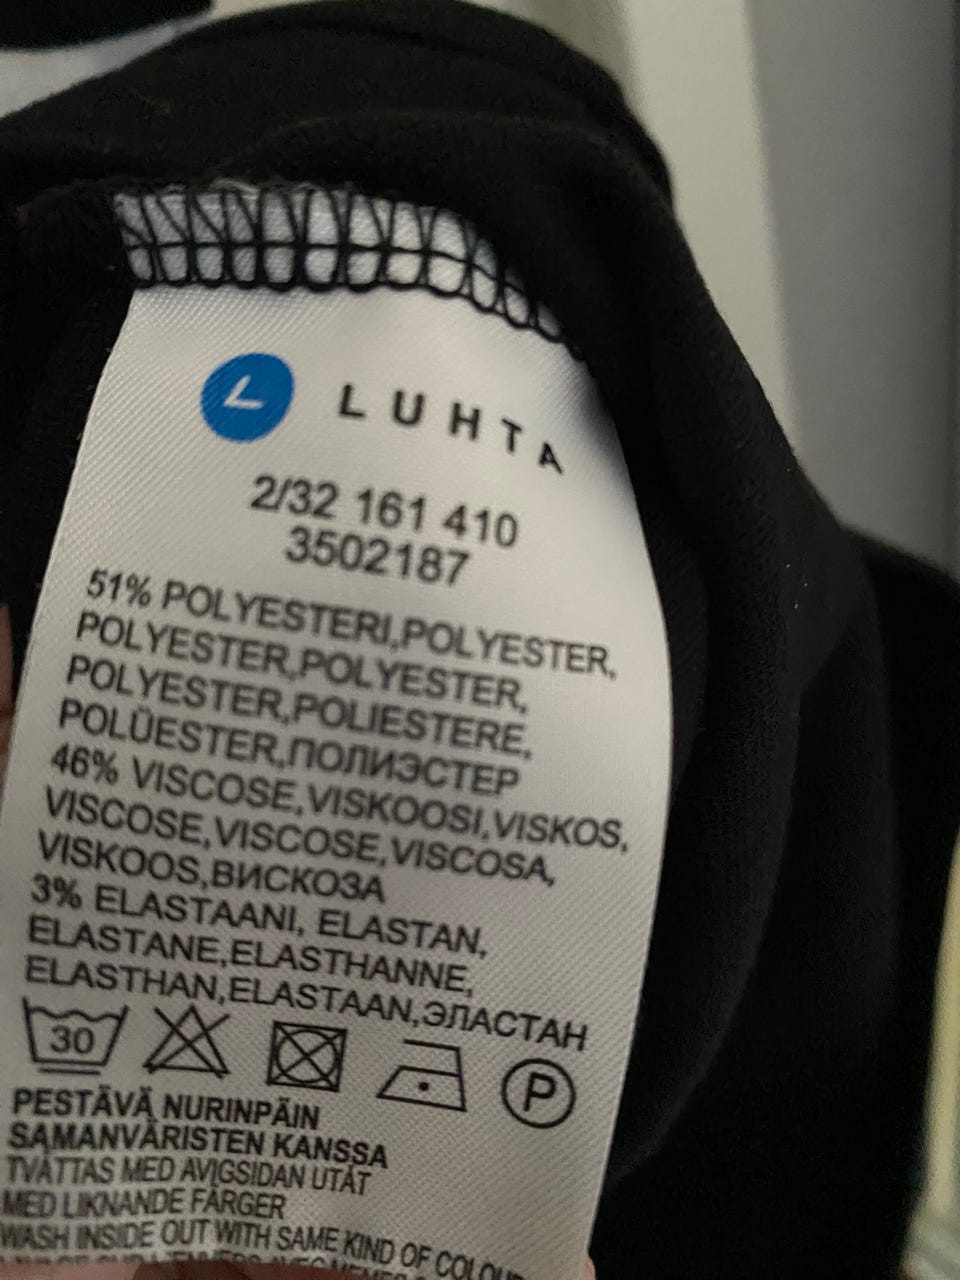 L LUHTA
2/32 161 410
3502187
51% POLYESTERI,POLYESTER,
POLYESTER,POLYESTER,
POLYESTER,POLIESTERE,
POLÜESTER,ПОЛИЭСТЕР
46% VISCOSE,VISKOOSI,VISKOS,
VISCOSE,VISCOSE,VISCOSA,
VISKOOS,ВИСКОЗА
3% ELASTAANI, ELASTAN,
ELASTANE,ELASTHANNE,
ELASTHAN,ELASTAAN,ЭЛАСТАН
30 P
PESTÄVÄ NURINPÄIN
SAMANVÄRISTEN KANSSA
TVÄTTAS MED AVIGSIDAN UTÅT
MED LIKNANDE FÄRGER
WASH INSIDE OUT WITH SAME KIND OF COLOU